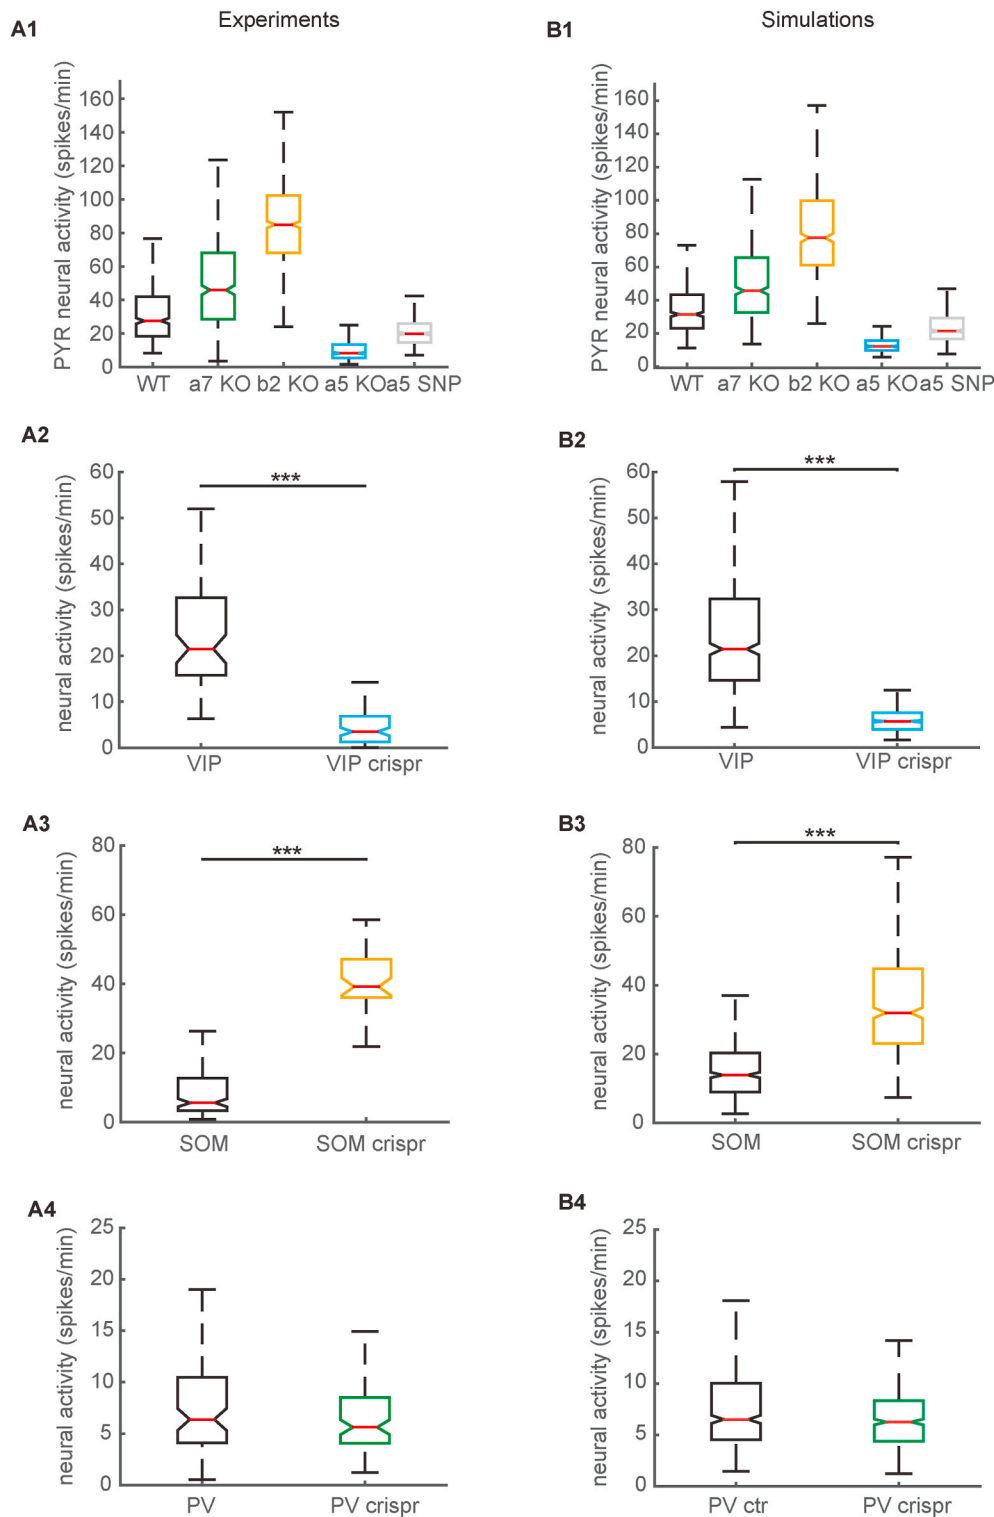 Experiments
Simulations
A1
PYR neural activity (spikes/min)
160
140
120
100
80
60
40
20
0
WT a7 KO b2 KO a5 KOa5 SNP
B1
PYR neural activity (spikes/min)
160
140
120
100
80
60
40
20
0
WT a7 KO b2 KO a5 KO a5 SNP
A2
neural activity (spikes/min)
60
50
40
30
20
10
0
***
VIP VIP crispr
B2
neural activity (spikes/min)
60
50
40
30
20
10
0
***
VIP VIP crispr
A3
neural activity (spikes/min)
80
60
40
20
0
***
SOM SOM crispr
B3
neural activity (spikes/min)
80
60
40
20
0
***
SOM SOM crispr
A4
neural activity (spikes/min)
25
20
15
10
5
0
PV PV crispr
B4
neural activity (spikes/min)
25
20
15
10
5
0
PV ctr PV crispr